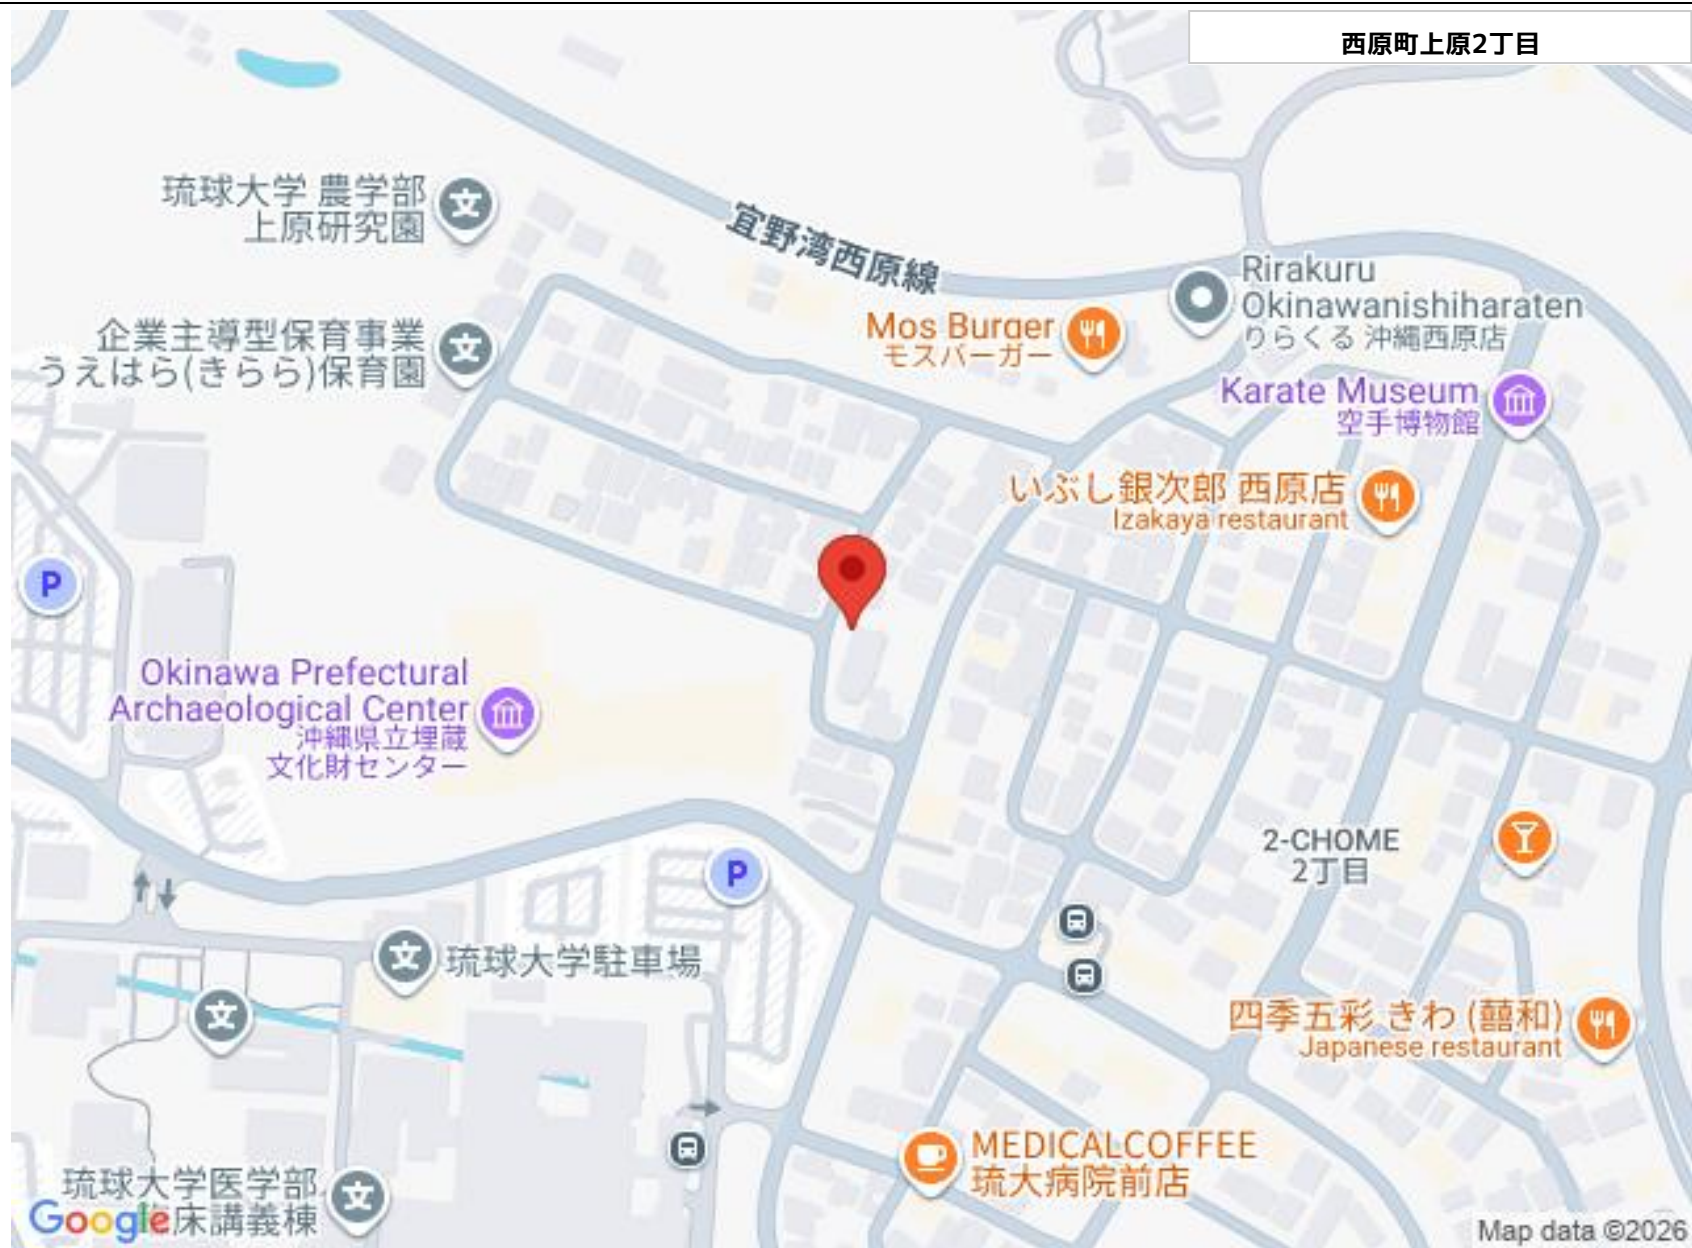 西原町上原2丁目
琉球大学 農学部
上原研究園
宜野湾西原線
企業主導型保育事業
うえはら(きらら)保育園
Mos Burger
モスバーガー
Rirakuru
Okinawanishiharaten
りらくる 沖縄西原店
Karate Museum
空手博物館
いぶし銀次郎 西原店
Izakaya restaurant
P
Okinawa Prefectural
Archaeological Center
沖縄県立埋蔵
文化財センター
2-CHOME
2丁目
P
琉球大学駐車場
四季五彩 きわ (囍和)
Japanese restaurant
MEDICALCOFFEE
琉大病院前店
琉球大学医学部
床講義棟
Google
Map data ©2026